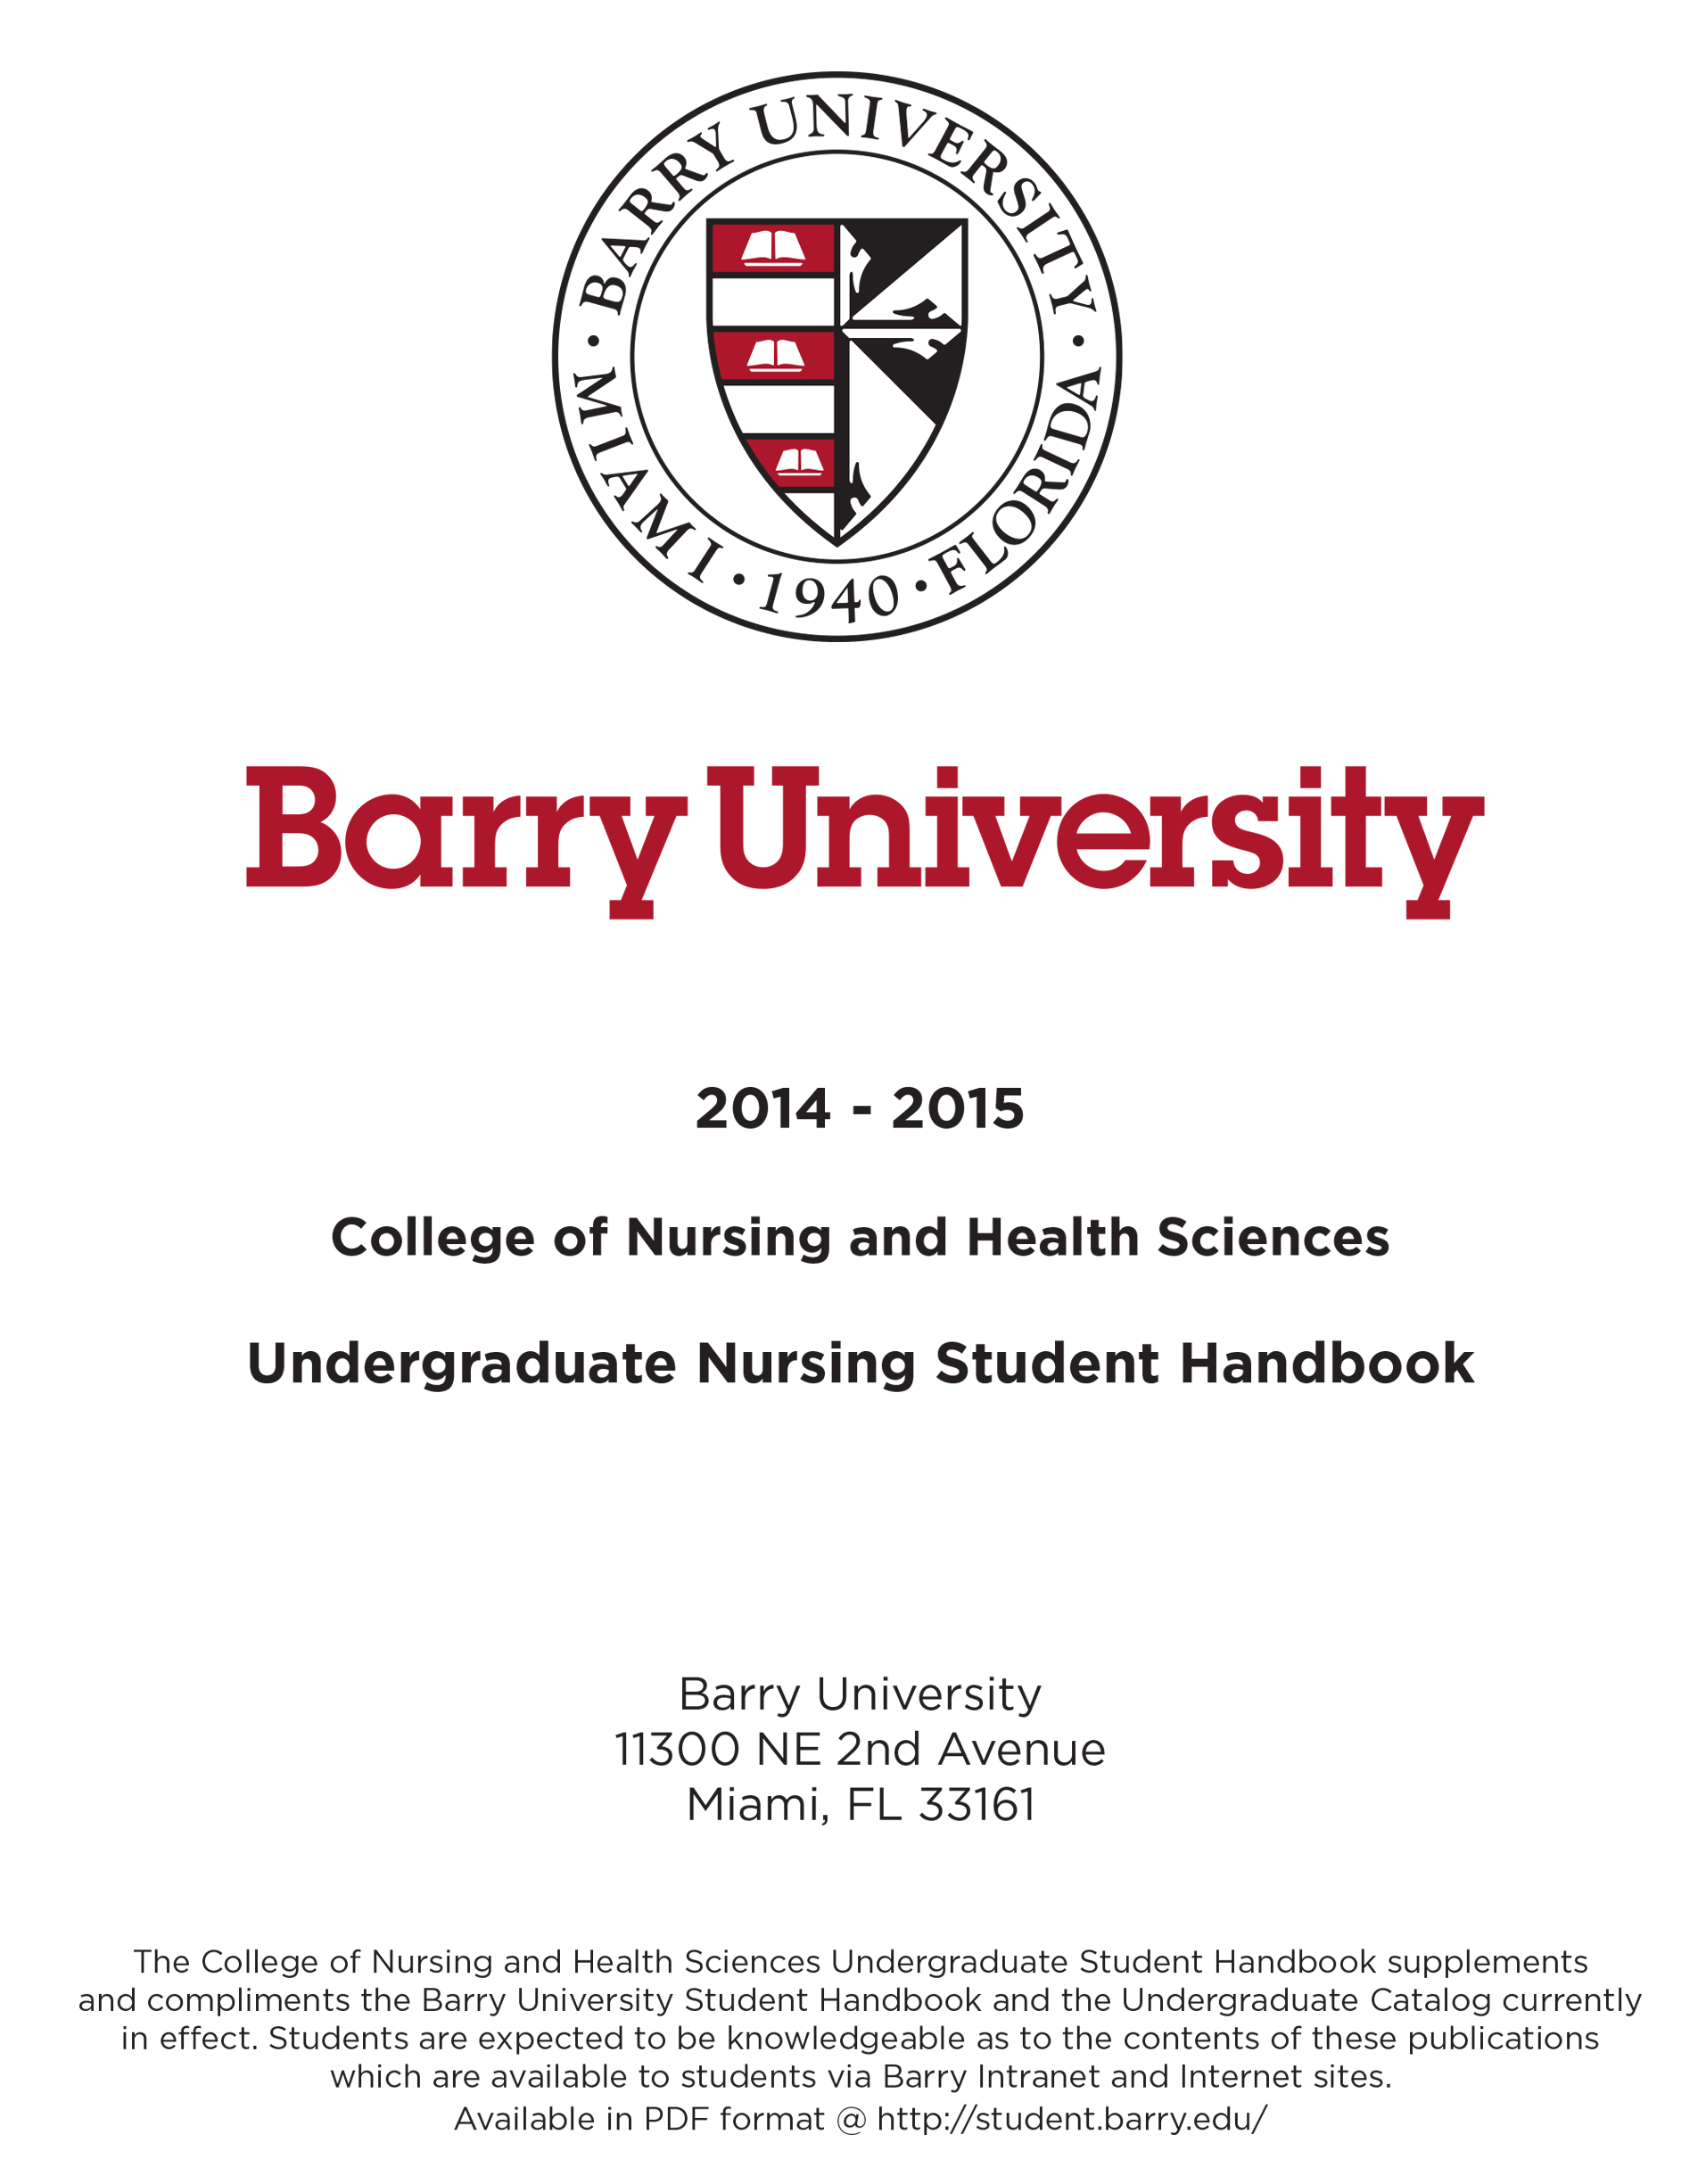 BARRY UNIVERSITY · FLORIDA · 1940 · MIAMI ·
Barry University
2014 - 2015
College of Nursing and Health Sciences
Undergraduate Nursing Student Handbook
Barry University
11300 NE 2nd Avenue
Miami, FL 33161
The College of Nursing and Health Sciences Undergraduate Student Handbook supplements
and compliments the Barry University Student Handbook and the Undergraduate Catalog currently
in effect. Students are expected to be knowledgeable as to the contents of these publications
which are available to students via Barry Intranet and Internet sites.
Available in PDF format @ http://student.barry.edu/